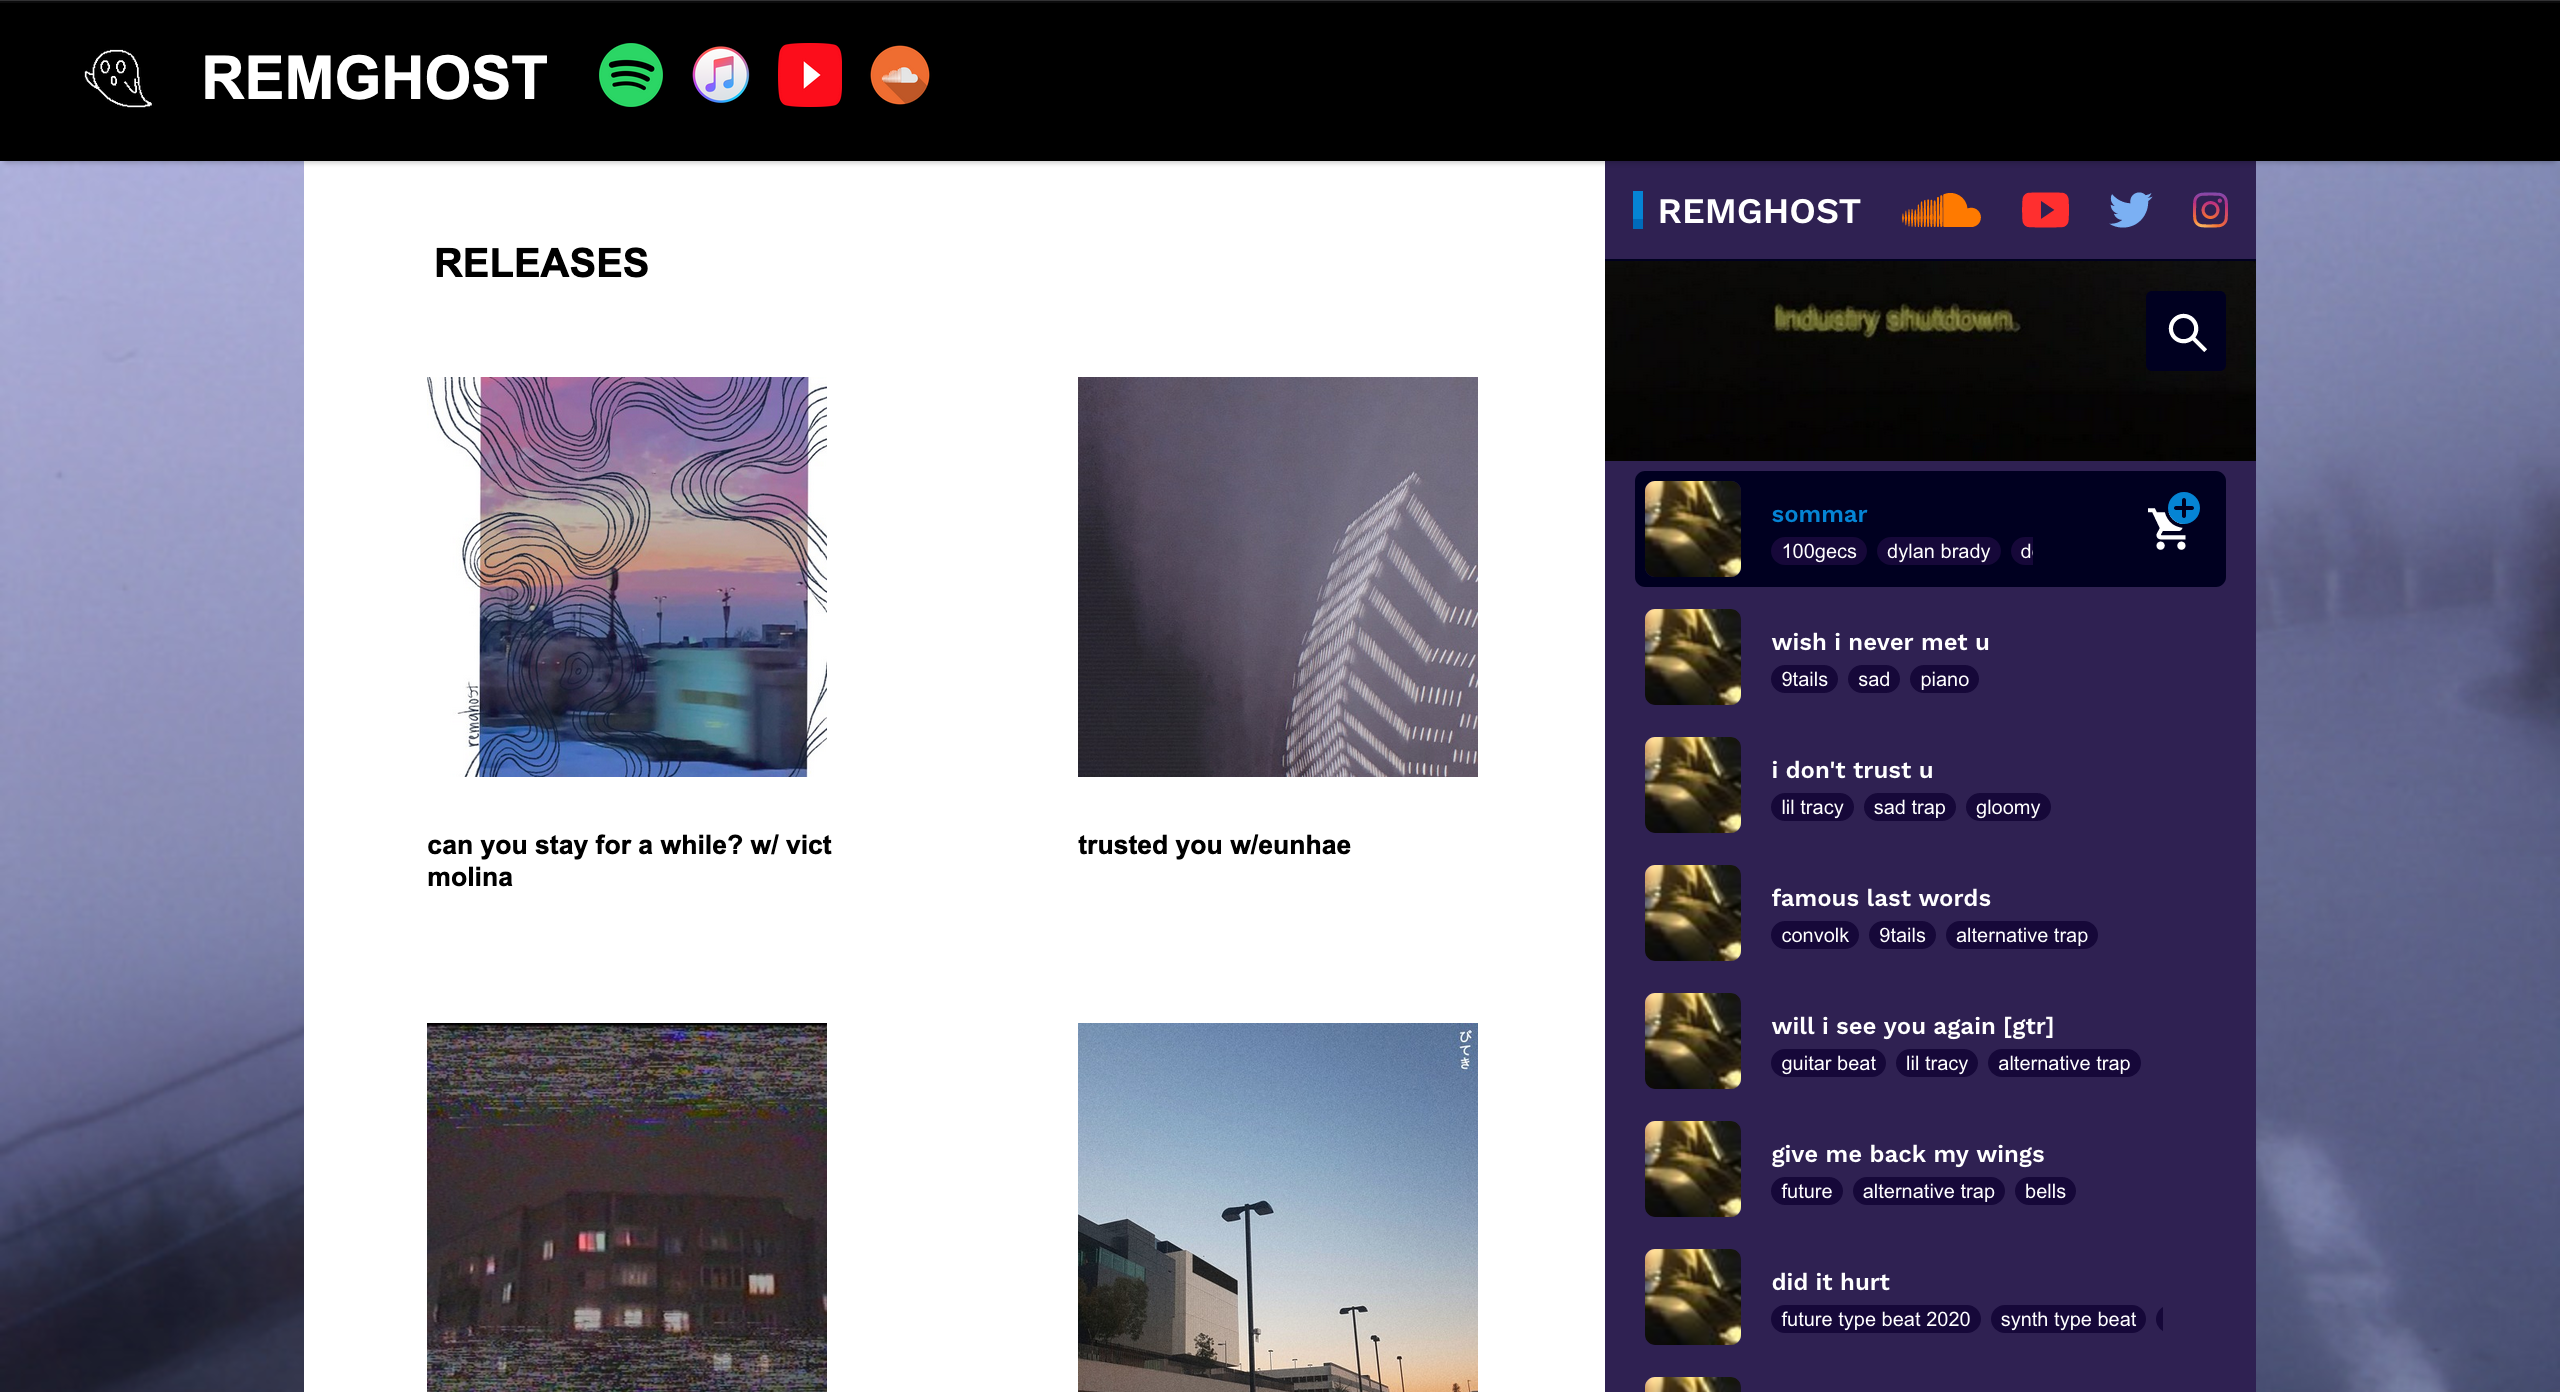 REMGHOST
RELEASES
remghost
can you stay for a while? w/ vict
molina
trusted you w/eunhae
びてき
REMGHOST
Industry shutdown.
sommar
100gecs dylan brady
wish i never met u
9tails sad piano
i don't trust u
lil tracy sad trap gloomy
famous last words
convolk 9tails alternative trap
will i see you again [gtr]
guitar beat lil tracy alternative trap
give me back my wings
future alternative trap bells
did it hurt
future type beat 2020 synth type beat